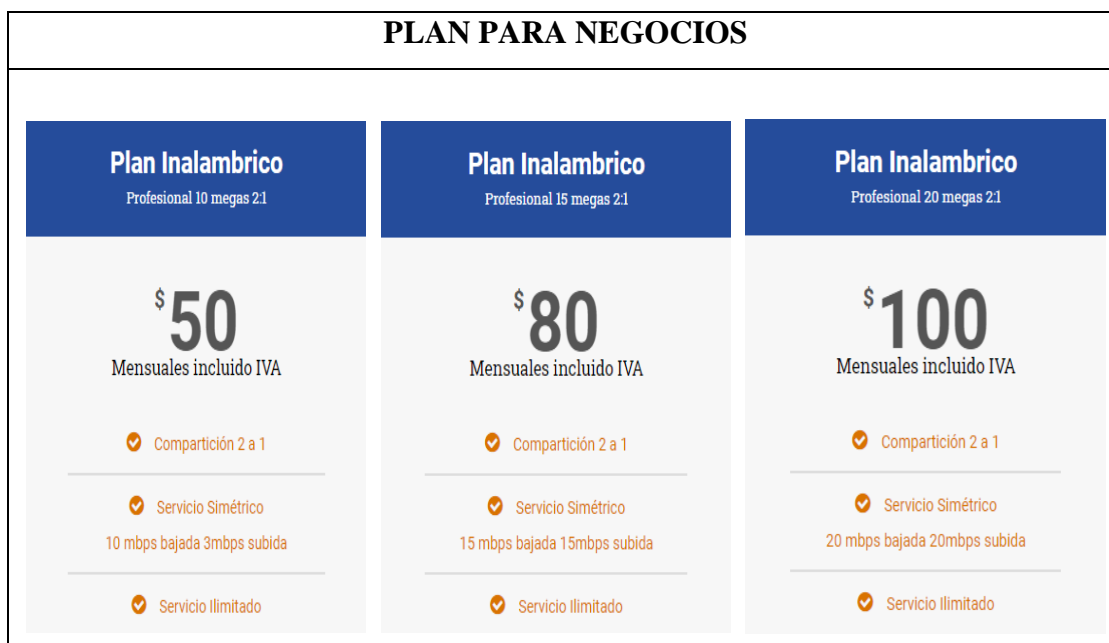 PLAN PARA NEGOCIOS
Plan Inalambrico
Profesional 10 megas 2:1
$50
Mensuales incluido IVA
Compartición 2 a 1
Servicio Simétrico
10 mbps bajada 3mbps subida
Servicio Ilimitado
Plan Inalambrico
Profesional 15 megas 2:1
$80
Mensuales incluido IVA
Compartición 2 a 1
Servicio Simétrico
15 mbps bajada 15mbps subida
Servicio Ilimitado
Plan Inalambrico
Profesional 20 megas 2:1
$100
Mensuales incluido IVA
Compartición 2 a 1
Servicio Simétrico
20 mbps bajada 20mbps subida
Servicio Ilimitado